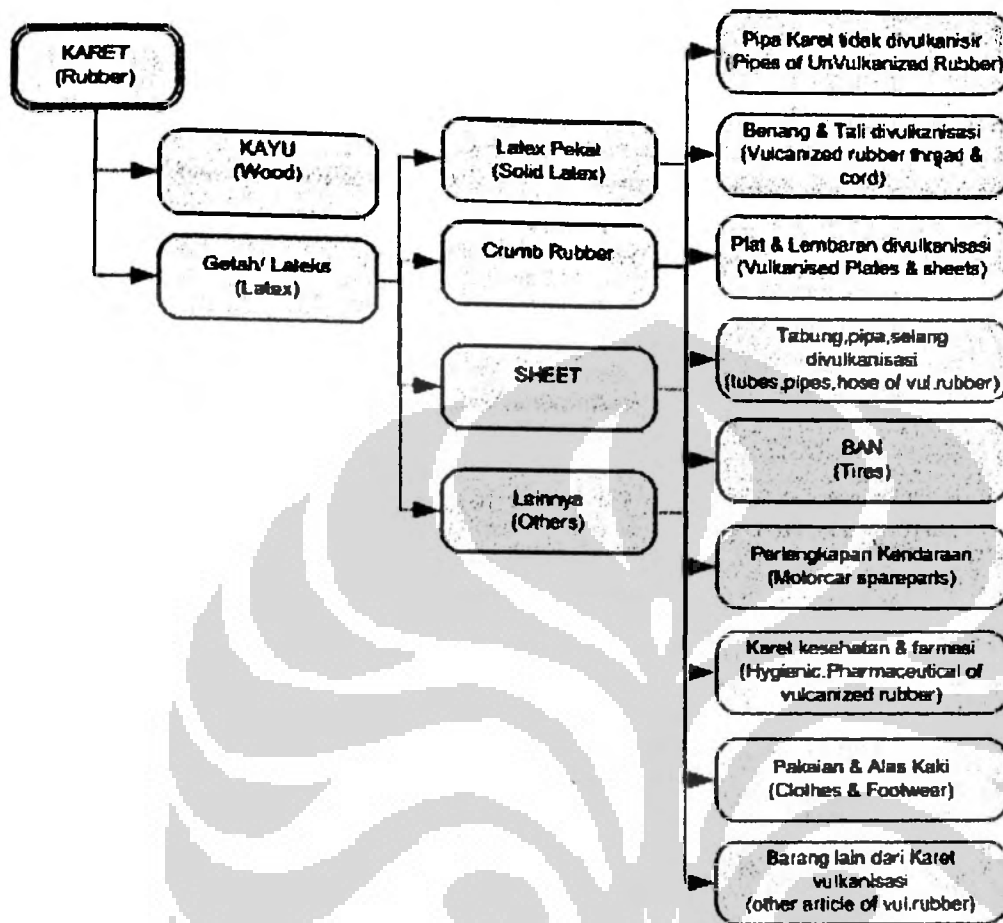 KARET
(Rubber)
KAYU
(Wood)
Getah/ Lateks
(Latex)
Latex Pekat
(Solid Latex)
Crumb Rubber
SHEET
Lainnya
(Others)
Pipa Karet tidak divulkanisir
(Pipes of UnVulkanized Rubber)
Benang & Tali divulkanisasi
(Vulcanized rubber thread &
cord)
Plat & Lembaran divulkanisasi
(Vulkanised Plates & sheets)
Tabung,pipa,selang
divulkanisasi
(tubes,pipes,hose of vul.rubber)
BAN
(Tires)
Perlengkapan Kendaraan
(Motorcar spareparts)
Karet kesehatan & farmasi
(Hygienic.Pharmaceutical of
vulcanized rubber)
Pakaian & Alas Kaki
(Clothes & Footwear)
Barang lain dari Karet
vulkanisasi
(other article of vul.rubber)